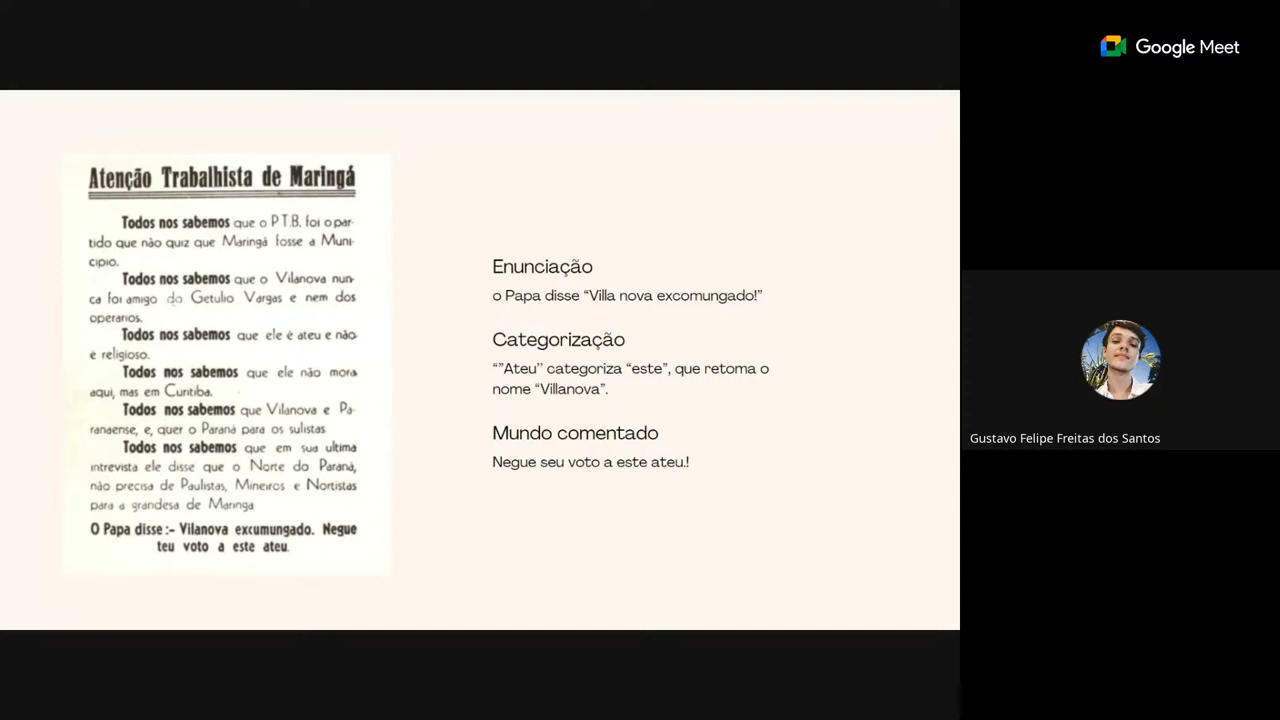 Google Meet
Atenção Trabalhista de Maringá
Todos nos sabemos que o P.T.B. foi o par-
tido que não quiz que Maringá fosse a Muni-
cipio.
Todos nos sabemos que o Vilanova nun-
ca foi amigo do Getulio Vargas e nem dos
operarios.
Todos nos sabemos que ele é ateu e não
é religioso.
Todos nos sabemos que ele não mora
aqui, mas em Curitiba.
Todos nos sabemos que Vilanova e Pa-
ranaense, e, quer o Paraná para os sulistas
Todos nos sabemos que em sua ultima
intrevista ele disse que o Norte do Paraná,
não precisa de Paulistas, Mineiros e Nortistas
para a grandesa de Maringa
O Papa disse :- Vilanova excumungado. Negue
teu voto a este ateu.
Enunciação
o Papa disse “Villa nova excomungado!”
Categorização
“”Ateu’’ categoriza “este”, que retoma o
nome “Villanova”.
Mundo comentado
Negue seu voto a este ateu.!
Gustavo Felipe Freitas dos Santos